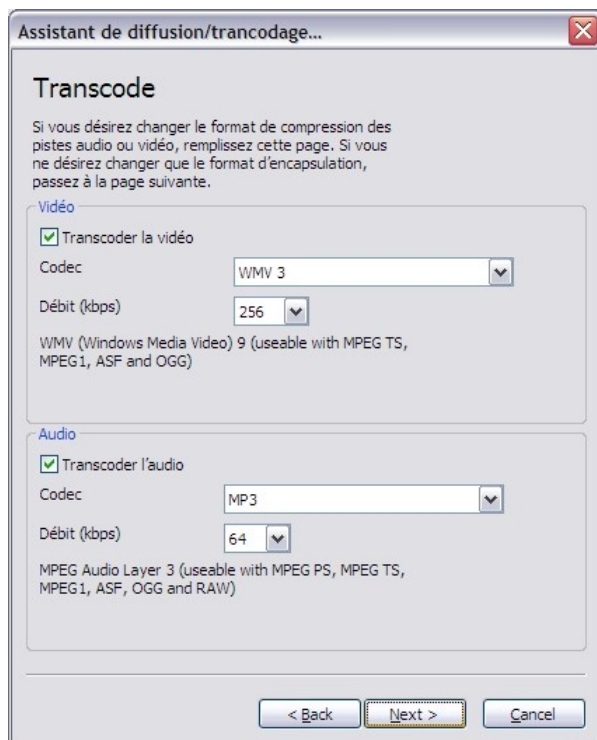 Assistant de diffusion/trancodage...
Transcode
Si vous désirez changer le format de compression des
pistes audio ou vidéo, remplissez cette page. Si vous
ne désirez changer que le format d'encapsulation,
passez à la page suivante.
Vidéo
Transcoder la vidéo
Codec
WMV 3
Débit (kbps)
256
WMV (Windows Media Video) 9 (useable with MPEG TS,
MPEG1, ASF and OGG)
Audio
Transcoder l'audio
Codec
MP3
Débit (kbps)
64
MPEG Audio Layer 3 (useable with MPEG PS, MPEG TS,
MPEG1, ASF, OGG and RAW)
< Back
Next >
Cancel